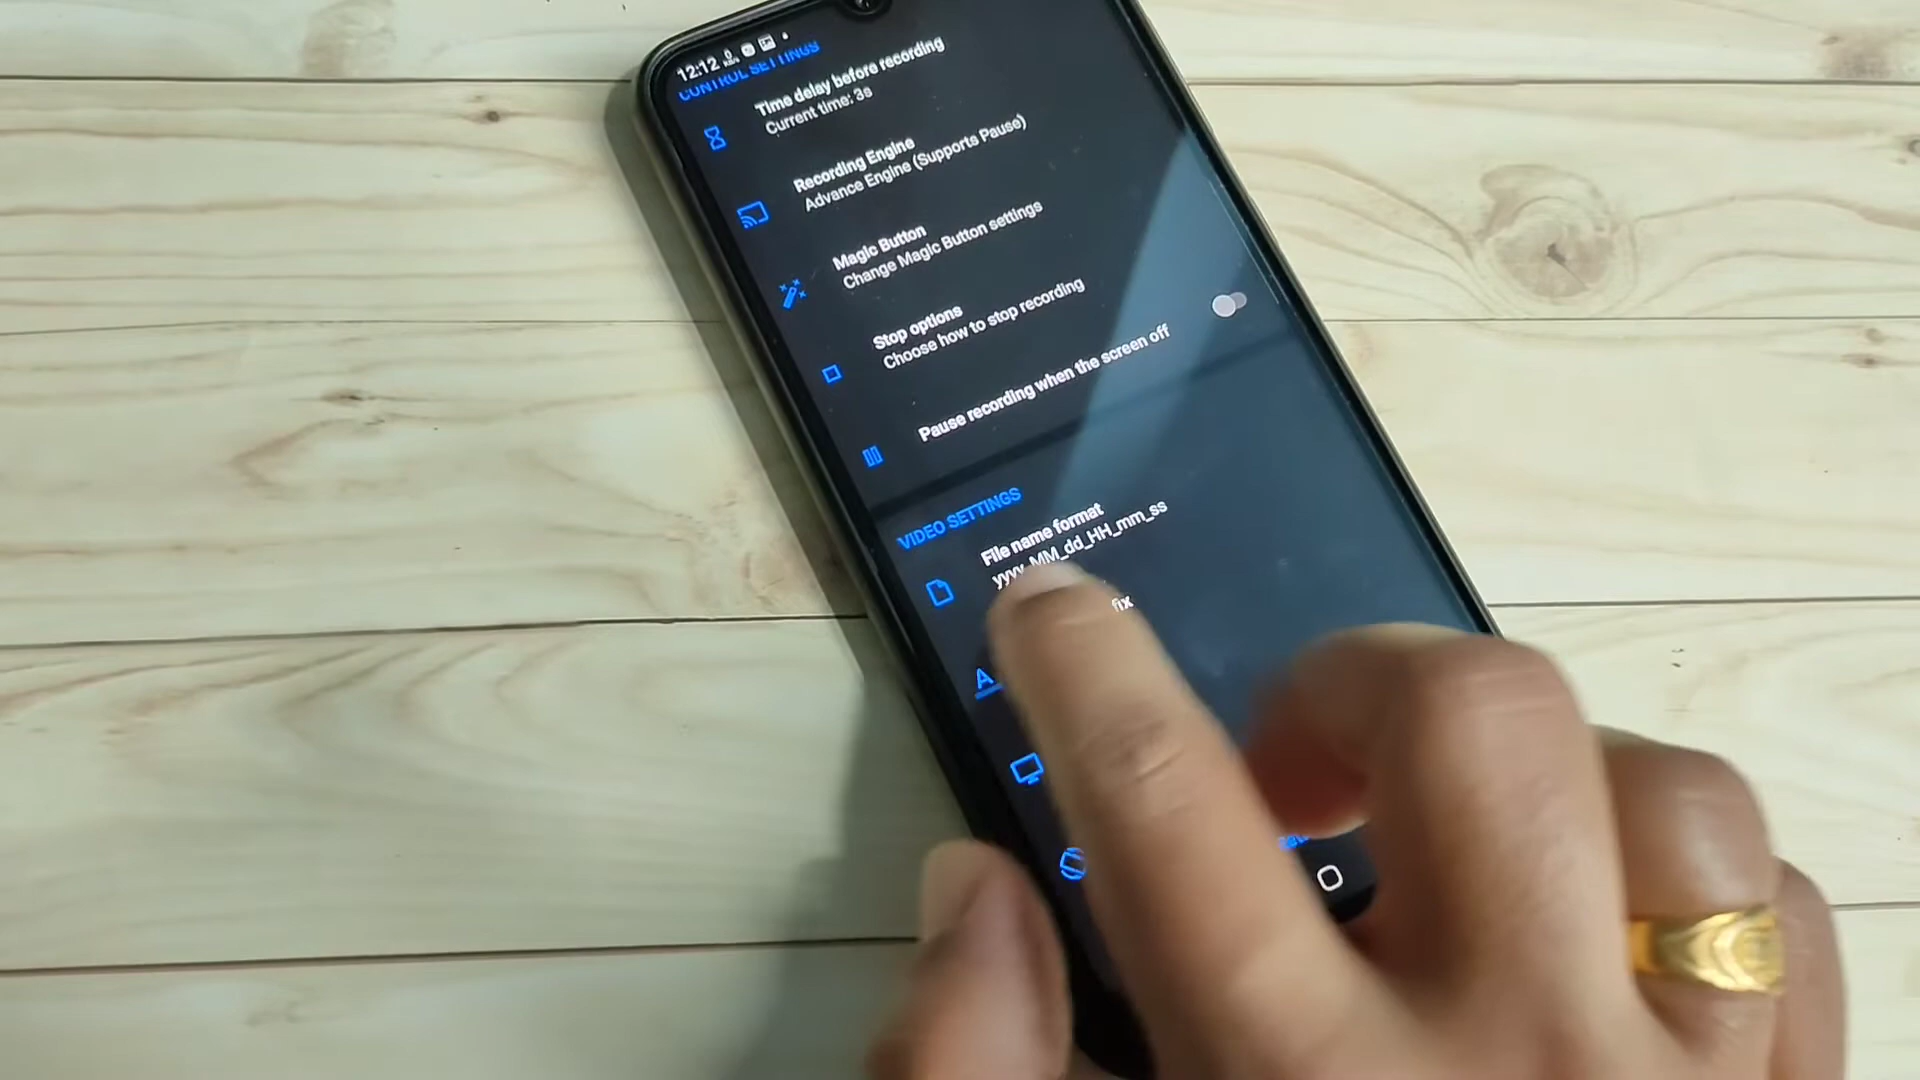 12:12
CONTROL SETTINGS
Time delay before recording
Current time: 3s
Recording Engine
Advance Engine (Supports Pause)
Magic Button
Change Magic Button settings
Stop options
Choose how to stop recording
Pause recording when the screen off
VIDEO SETTINGS
File name format
yyyy_MM_dd_HH_mm_ss
fix
A